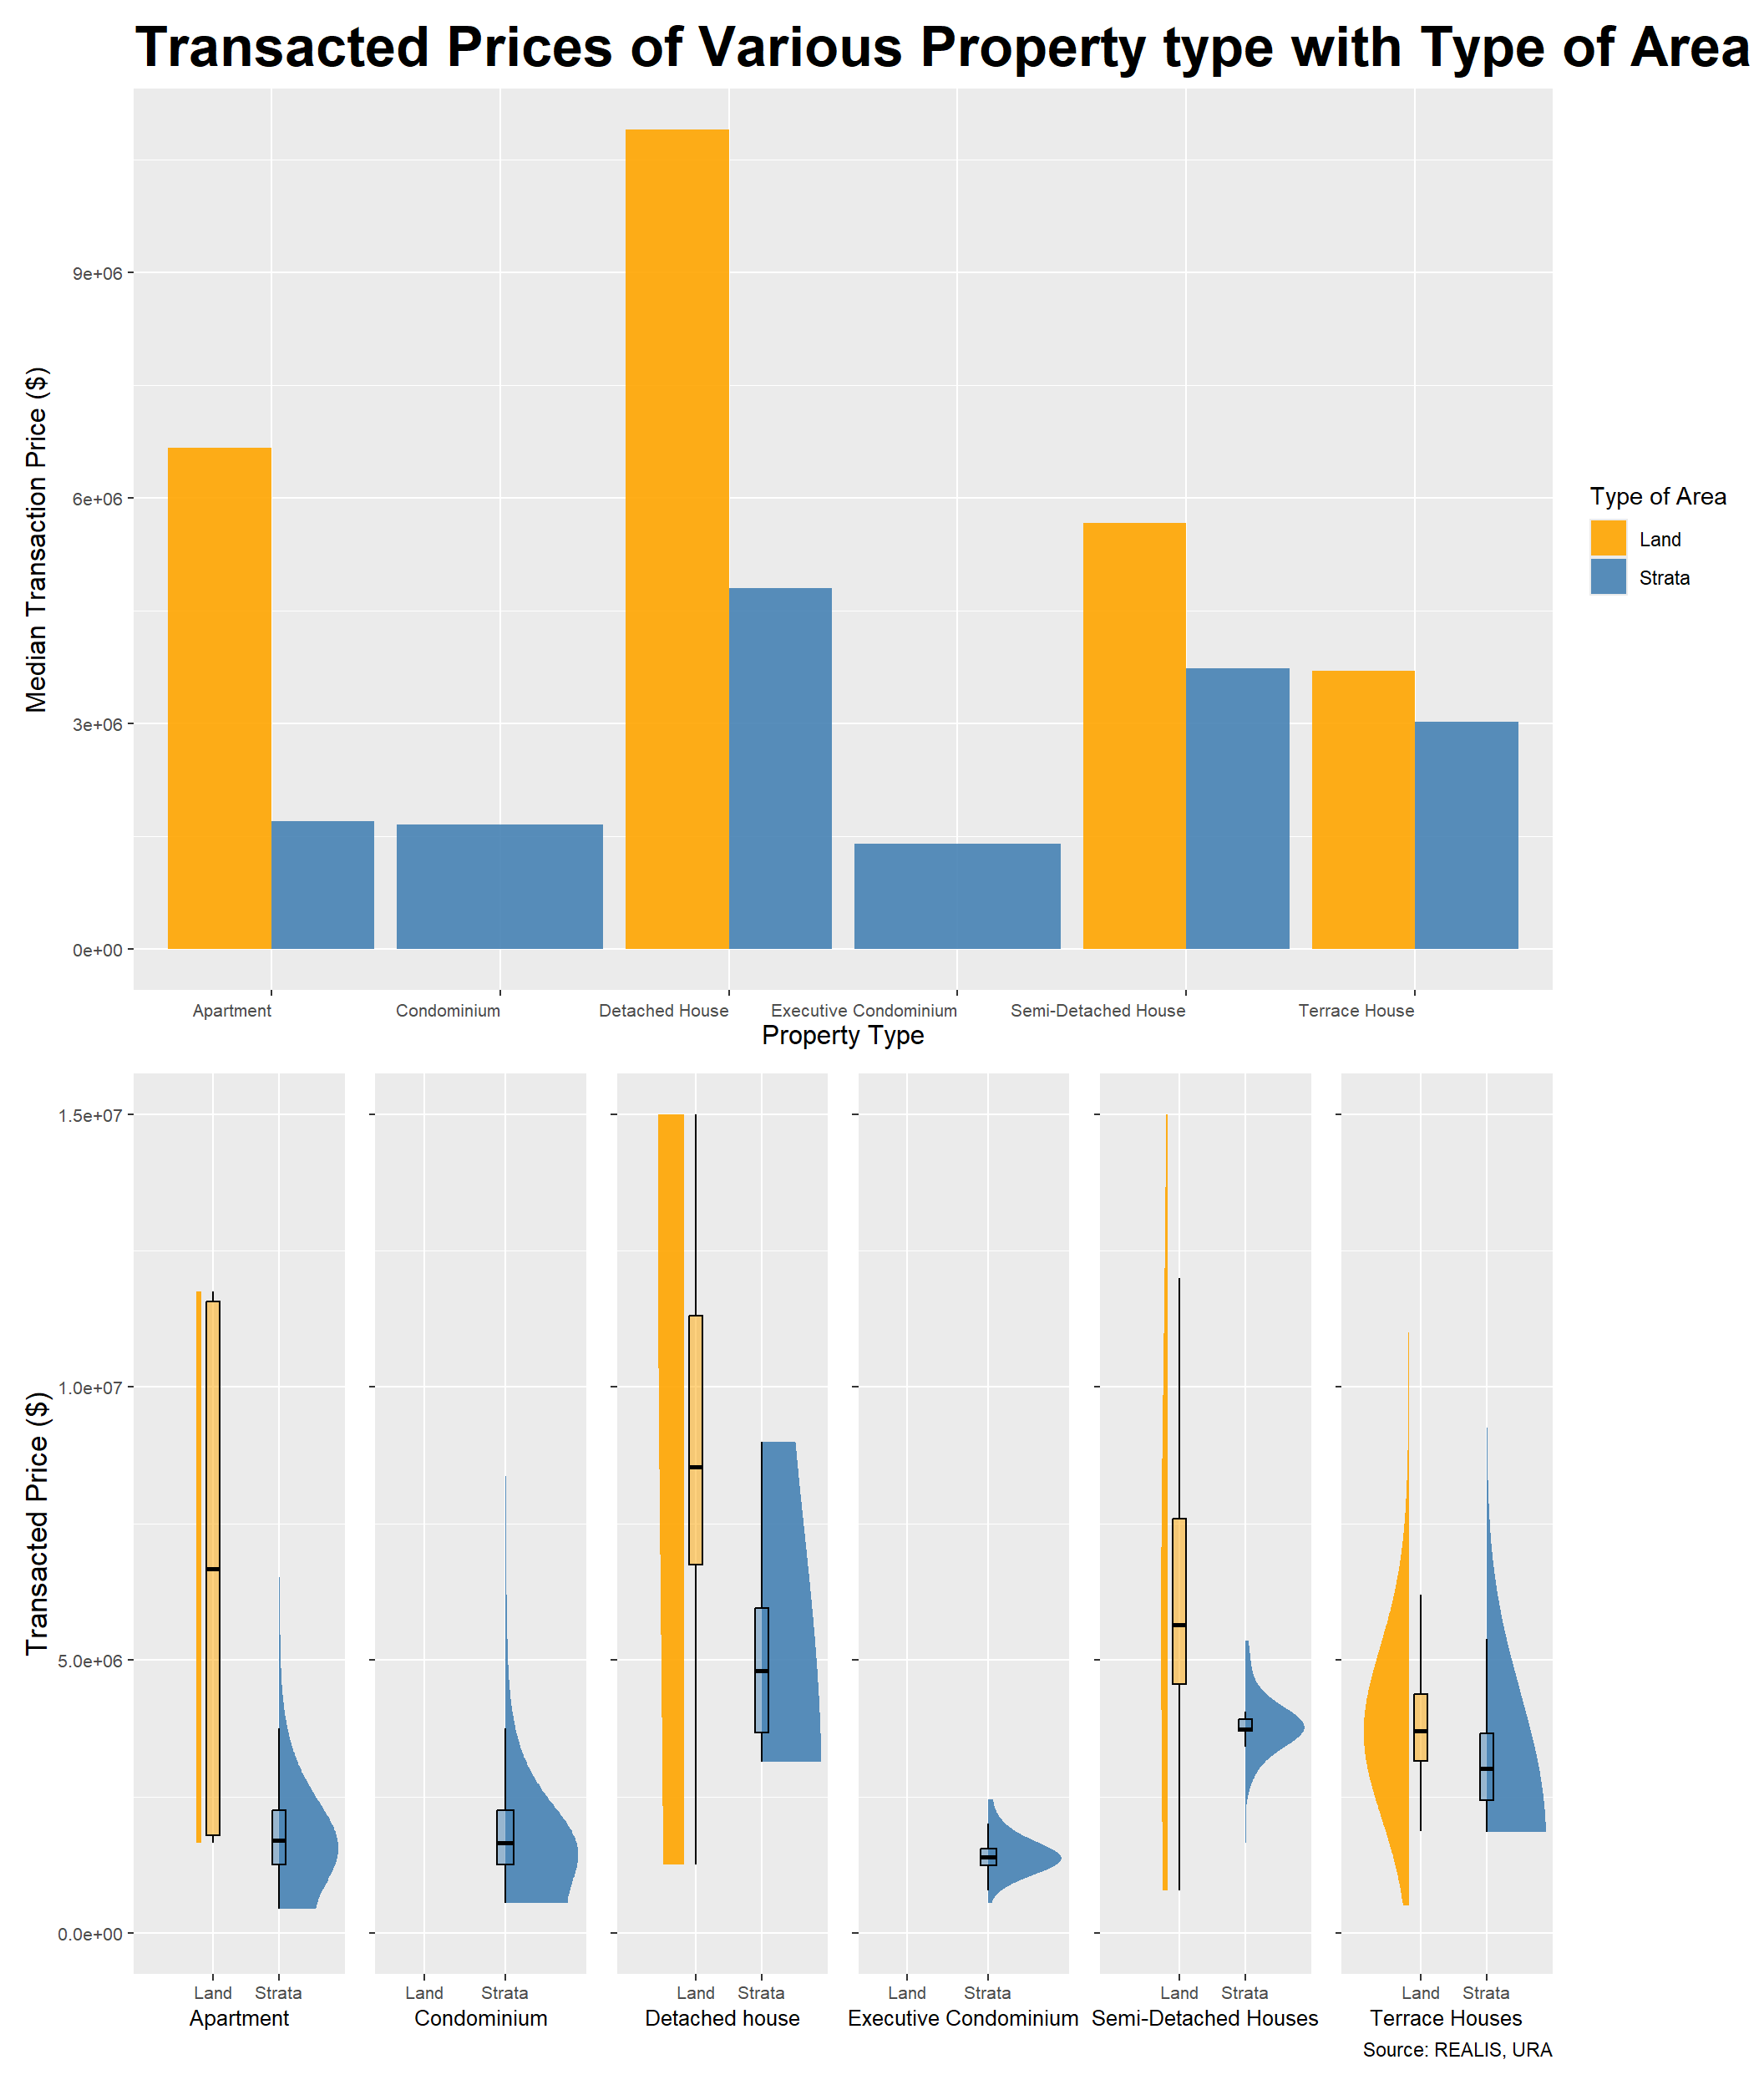 Transacted Prices of Various Property type with Type of Area
Median Transaction Price ($)
9e+06
6e+06
3e+06
0e+00
Apartment
Condominium
Detached House
Executive Condominium
Semi-Detached House
Terrace House
Property Type
Type of Area
Land
Strata
Transacted Price ($)
1.5e+07
1.0e+07
5.0e+06
0.0e+00
Land Strata
Apartment
Land Strata
Condominium
Land Strata
Detached house
Land Strata
Executive Condominium
Land Strata
Semi-Detached Houses
Land Strata
Terrace Houses
Source: REALIS, URA